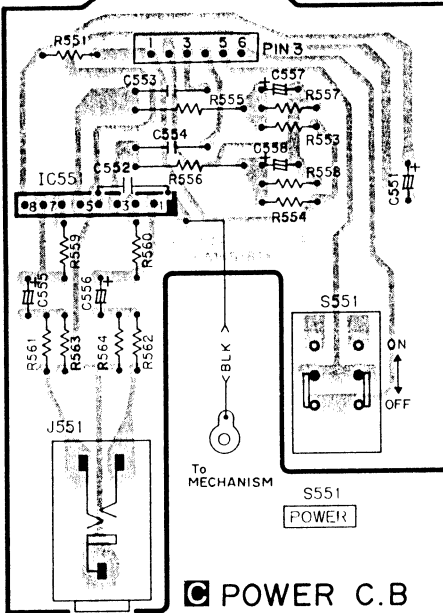 R551
1 3 5 6 PIN 3
C553
R555
C557
R557
R553
C554
C558
R556
R558
R554
C551
C552
IC55
8 7 5 3 1
R559
R560
C555
C556
R561
R563
R564
R562
BLK
S551
ON
OFF
J551
To
MECHANISM
S551
POWER
C POWER C.B